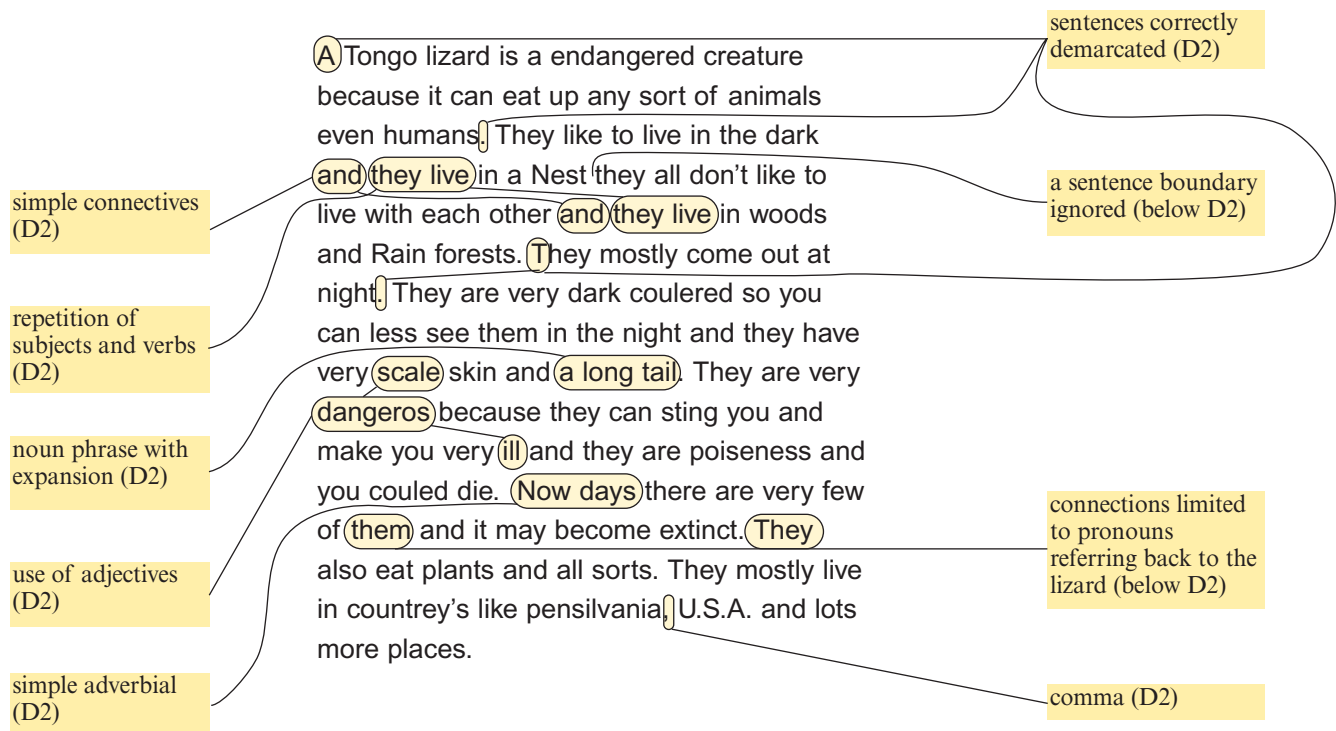 A Tongo lizard is a endangered creature
because it can eat up any sort of animals
even humans. They like to live in the dark
and they live in a Nest they all don't like to
live with each other and they live in woods
and Rain forests. They mostly come out at
night. They are very dark coulered so you
can less see them in the night and they have
very scale skin and a long tail. They are very
dangeros because they can sting you and
make you very ill and they are poiseness and
you couled die. Now days there are very few
of them and it may become extinct. They
also eat plants and all sorts. They mostly live
in countrey's like pensilvania, U.S.A. and lots
more places.
simple connectives
(D2)
repetition of
subjects and verbs
(D2)
noun phrase with
expansion (D2)
use of adjectives
(D2)
simple adverbial
(D2)
sentences correctly
demarcated (D2)
a sentence boundary
ignored (below D2)
connections limited
to pronouns
referring back to the
lizard (below D2)
comma (D2)